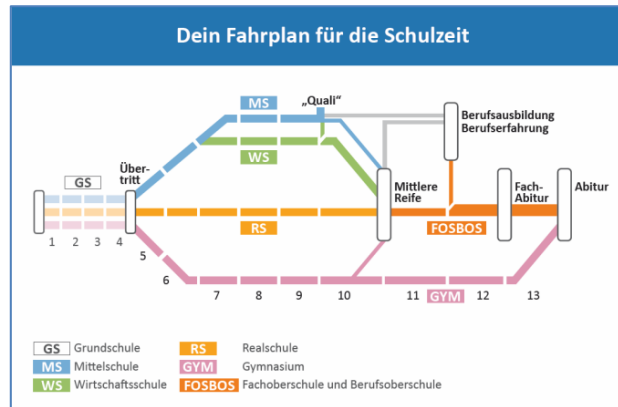 Dein Fahrplan für die Schulzeit
MS
„Quali“
Berufsausbildung
Berufserfahrung
WS
Über-
tritt
GS
Mittlere
Reife
Fach-
Abitur
Abitur
RS
FOSBOS
1 2 3 4
5
6
7 8 9 10 11 GYM 12 13
GS Grundschule
RS Realschule
MS Mittelschule
GYM Gymnasium
WS Wirtschaftsschule
FOSBOS Fachoberschule und Berufsoberschule